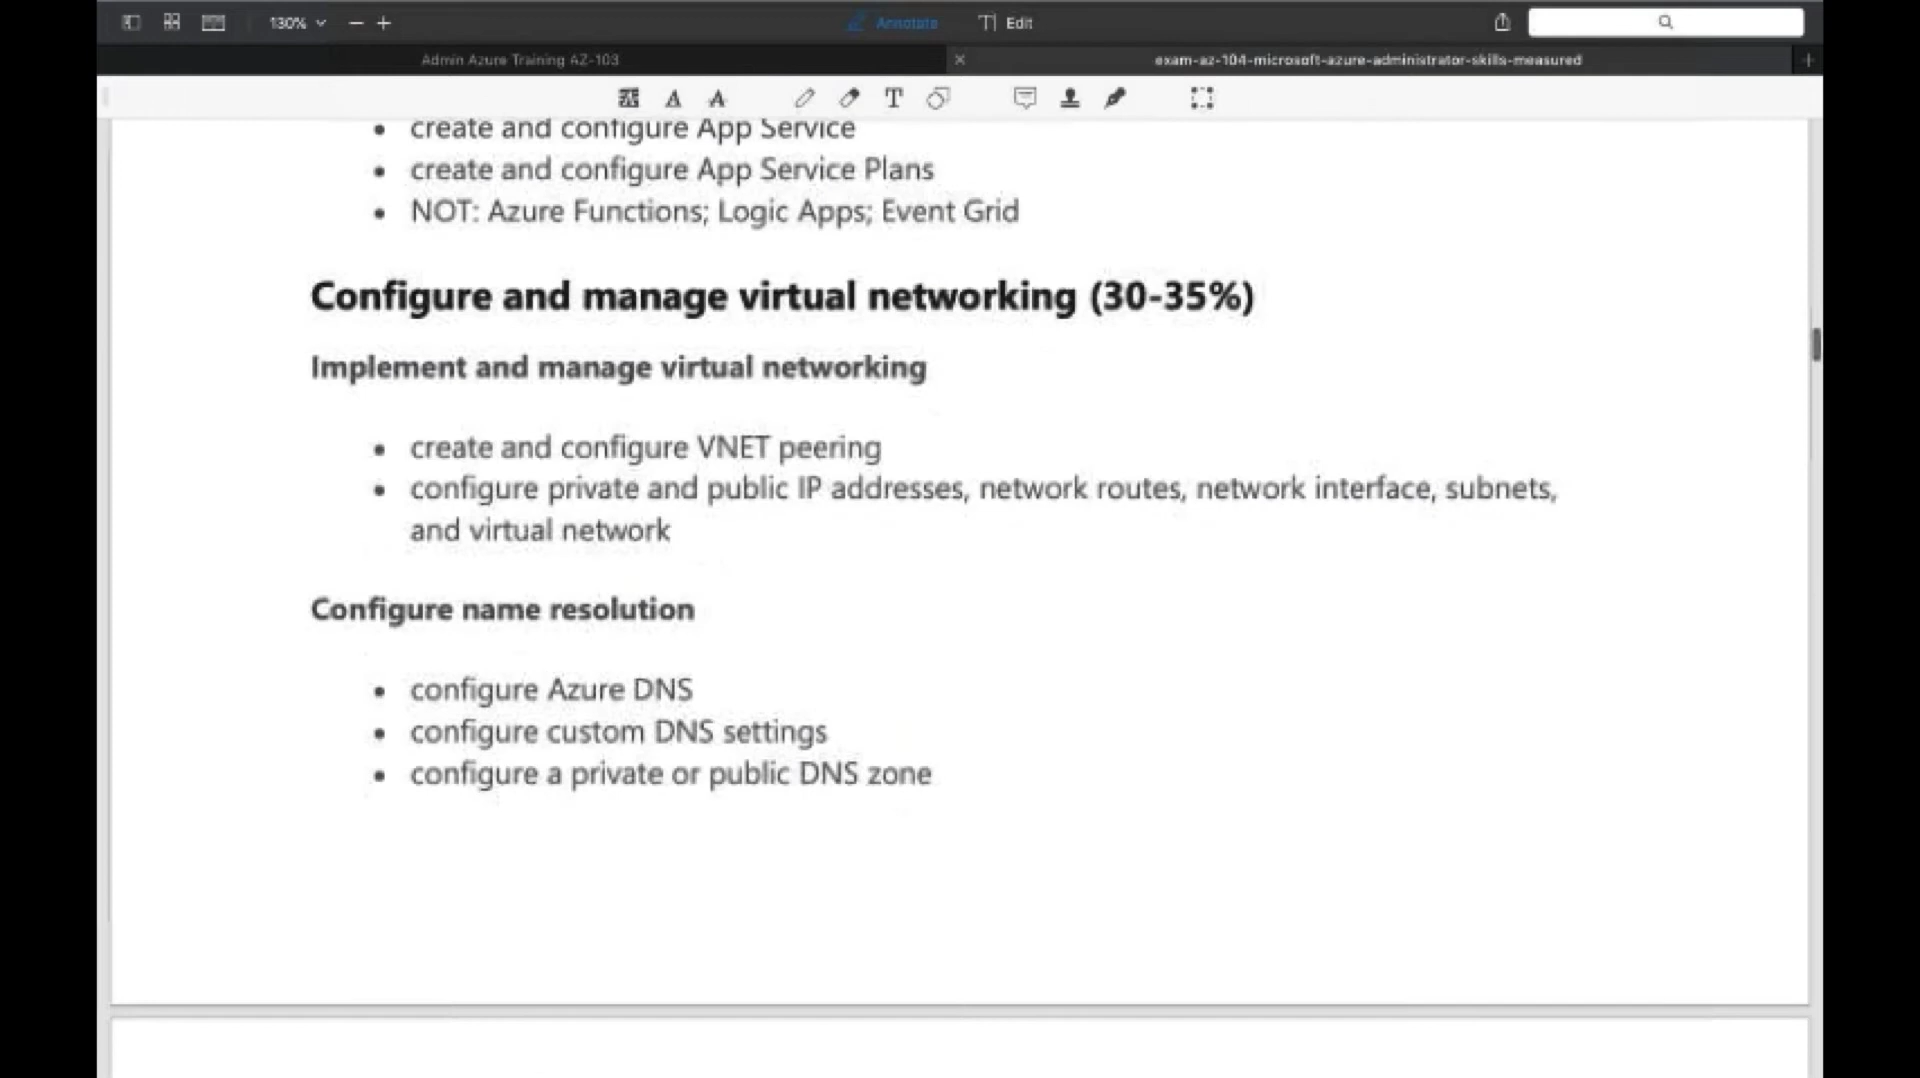 130%
Annotate
T| Edit
Admin Azure Training AZ-103
exam-az-104-microsoft-azure-administrator-skills-measured
create and configure App Service
create and configure App Service Plans
NOT: Azure Functions; Logic Apps; Event Grid
Configure and manage virtual networking (30-35%)
Implement and manage virtual networking
create and configure VNET peering
configure private and public IP addresses, network routes, network interface, subnets,
and virtual network
Configure name resolution
configure Azure DNS
configure custom DNS settings
configure a private or public DNS zone